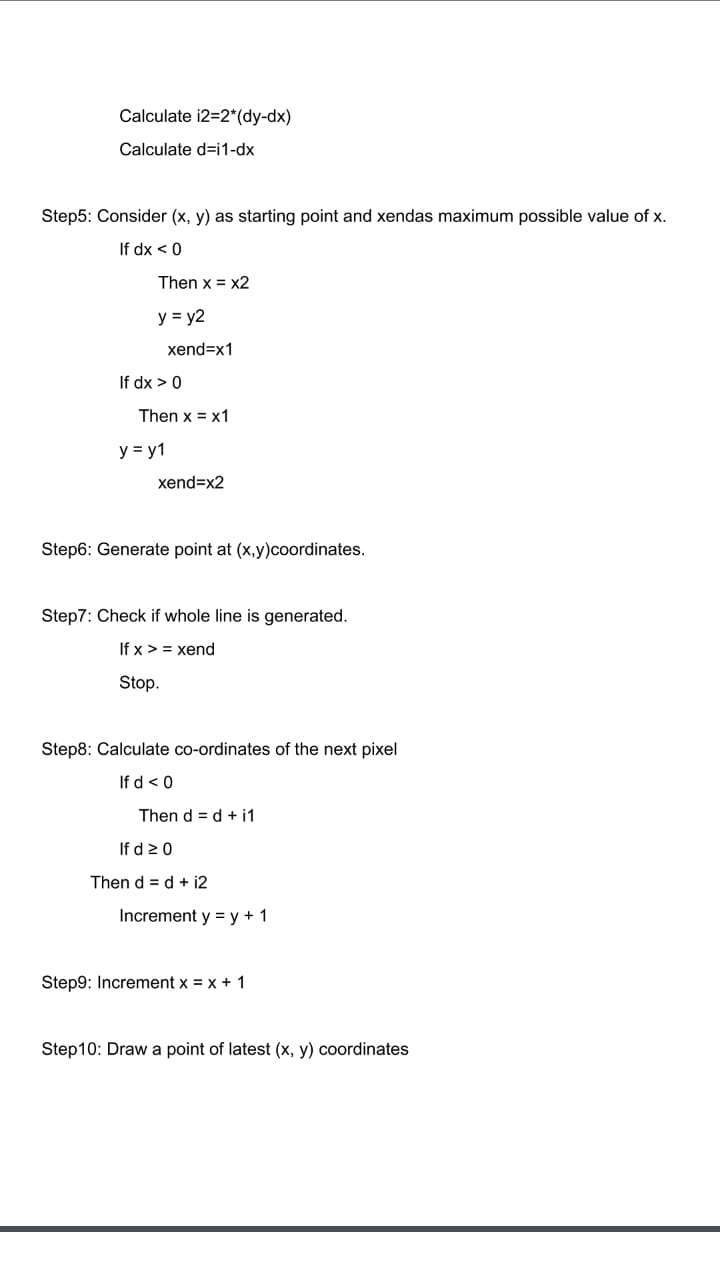 Calculate i2=2*(dy-dx)
Calculate d=i1-dx
Step5: Consider (x, y) as starting point and xendas maximum possible value of x.
If dx < 0
Then x = x2
y = y2
xend=x1
If dx > 0
Then x = x1
y = y1
xend=x2
Step6: Generate point at (x,y)coordinates.
Step7: Check if whole line is generated.
If x > = xend
Stop.
Step8: Calculate co-ordinates of the next pixel
If d < 0
Then d = d + i1
If d ≥ 0
Then d = d + i2
Increment y = y + 1
Step9: Increment x = x + 1
Step10: Draw a point of latest (x, y) coordinates